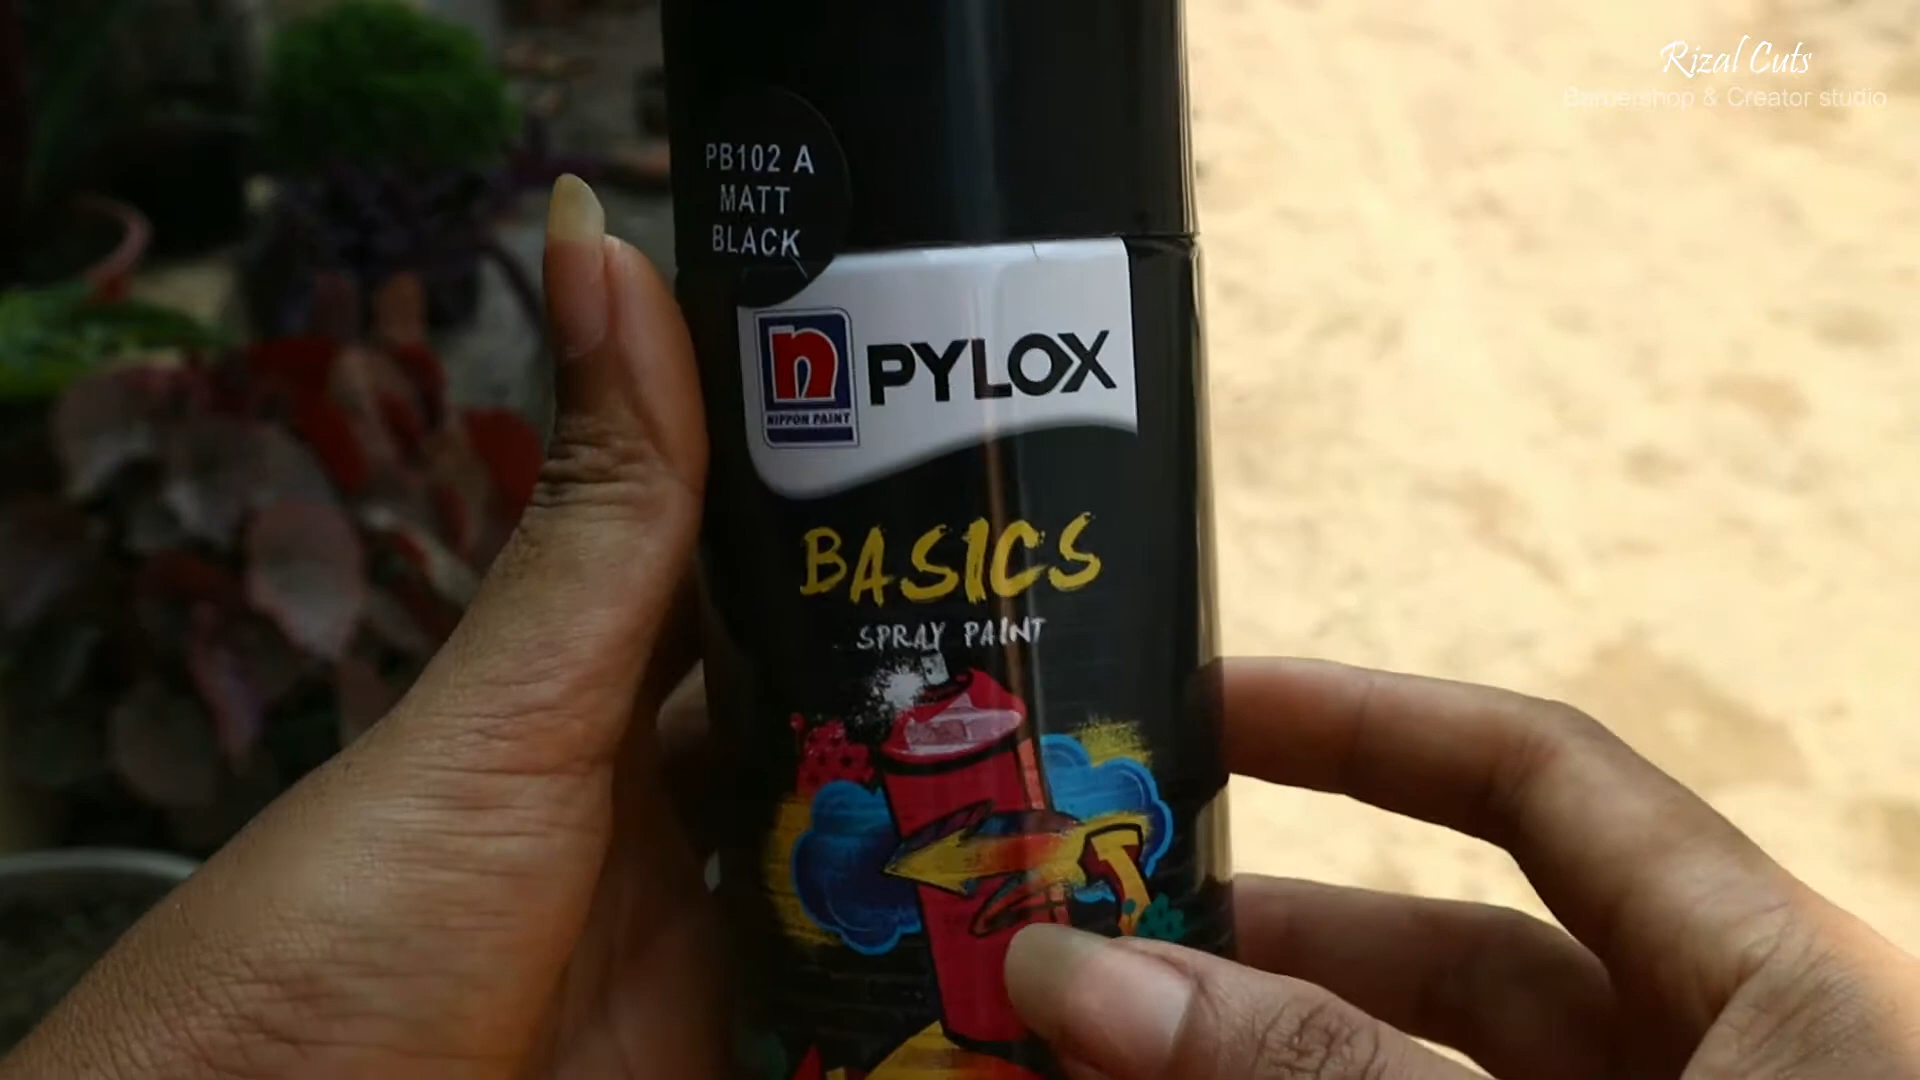 Rizal Cuts
Barbershop & Creator studio
PB102 A
MATT
BLACK
n
NIPPON PAINT
PYLOX
BASICS
SPRAY PAINT